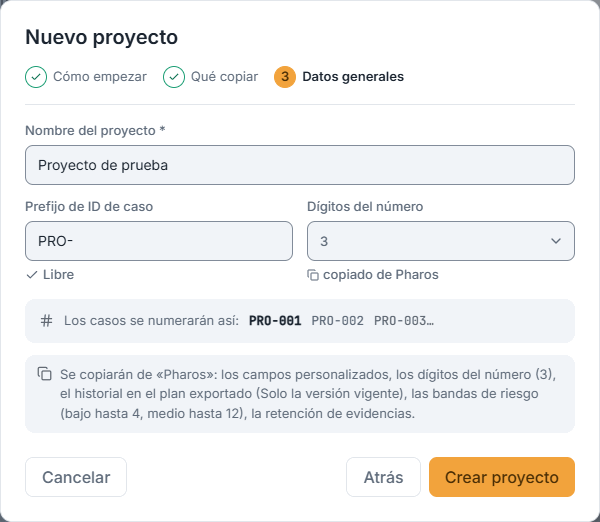 Nuevo proyecto
Cómo empezar Qué copiar 3 Datos generales
Nombre del proyecto *
Proyecto de prueba
Prefijo de ID de caso Dígitos del número
PRO- 3
Libre copiado de Pharos
# Los casos se numerarán así: PRO-001 PRO-002 PRO-003…
Se copiarán de «Pharos»: los campos personalizados, los dígitos del número (3),
el historial en el plan exportado (Solo la versión vigente), las bandas de riesgo
(bajo hasta 4, medio hasta 12), la retención de evidencias.
Cancelar Atrás Crear proyecto